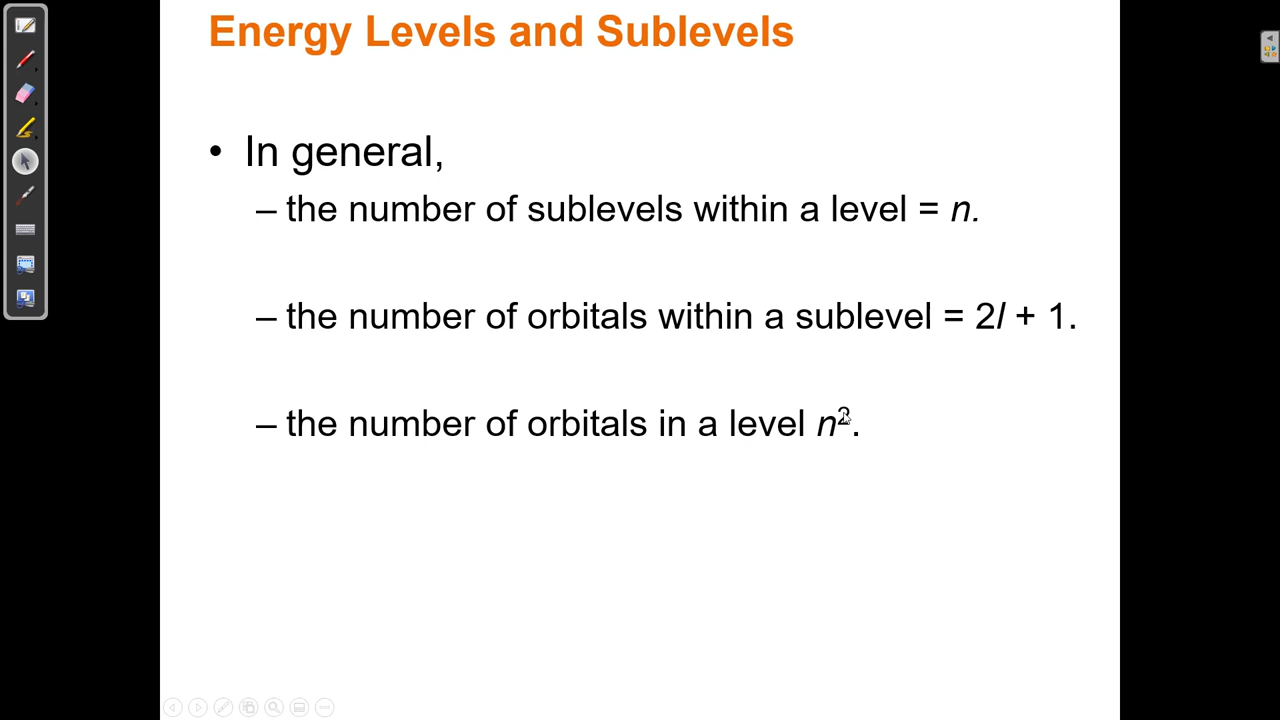 Energy Levels and Sublevels
• In general,
– the number of sublevels within a level = n.
– the number of orbitals within a sublevel = 2l + 1.
– the number of orbitals in a level n².